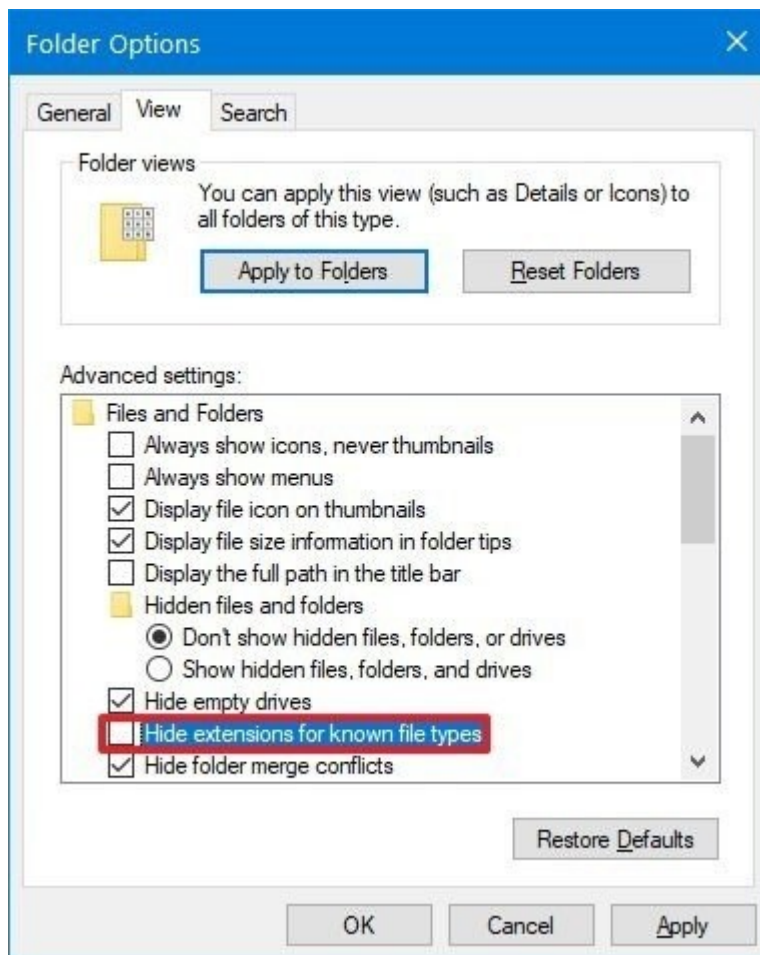 Folder Options
General View Search
Folder views
You can apply this view (such as Details or Icons) to
all folders of this type.
Apply to Folders Reset Folders
Advanced settings:
Files and Folders
Always show icons, never thumbnails
Always show menus
Display file icon on thumbnails
Display file size information in folder tips
Display the full path in the title bar
Hidden files and folders
Don't show hidden files, folders, or drives
Show hidden files, folders, and drives
Hide empty drives
Hide extensions for known file types
Hide folder merge conflicts
Restore Defaults
OK Cancel Apply